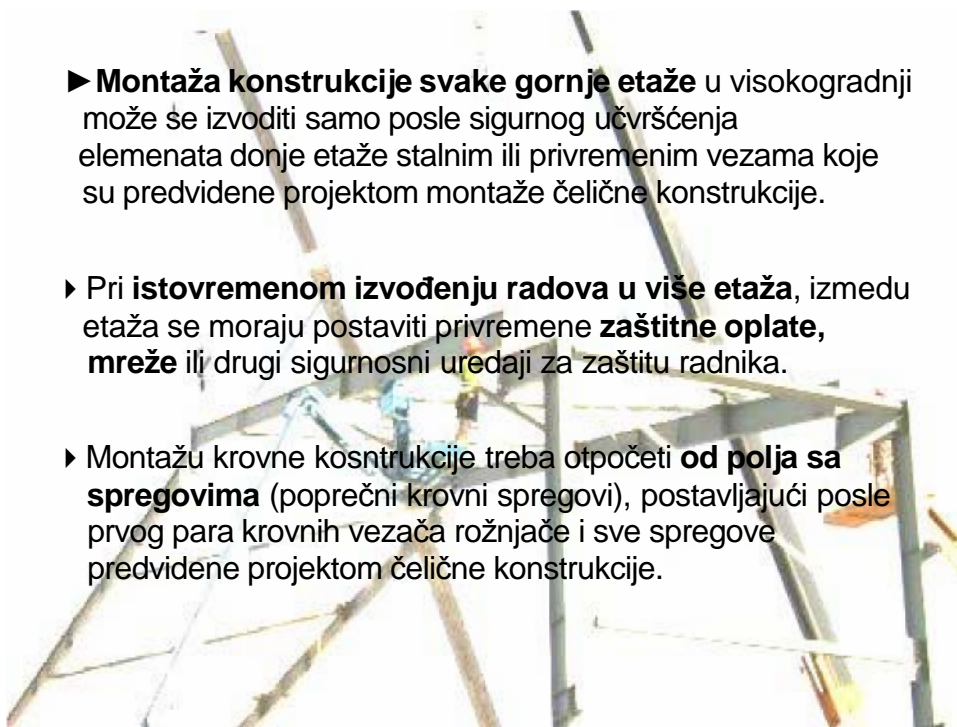 ►Montaža konstrukcije svake gornje etaže u visokogradnji
može se izvoditi samo posle sigurnog učvršćenja
elemenata donje etaže stalnim ili privremenim vezama koje
su predvidene projektom montaže čelične konstrukcije.
Pri istovremenom izvođenju radova u više etaža, izmedu
etaža se moraju postaviti privremene zaštitne oplate,
mreže ili drugi sigurnosni uredaji za zaštitu radnika.
Montažu krovne kosntrukcije treba otpočeti od polja sa
spregovima (poprečni krovni spregovi), postavljajući posle
prvog para krovnih vezača rožnjače i sve spregove
predvidene projektom čelične konstrukcije.